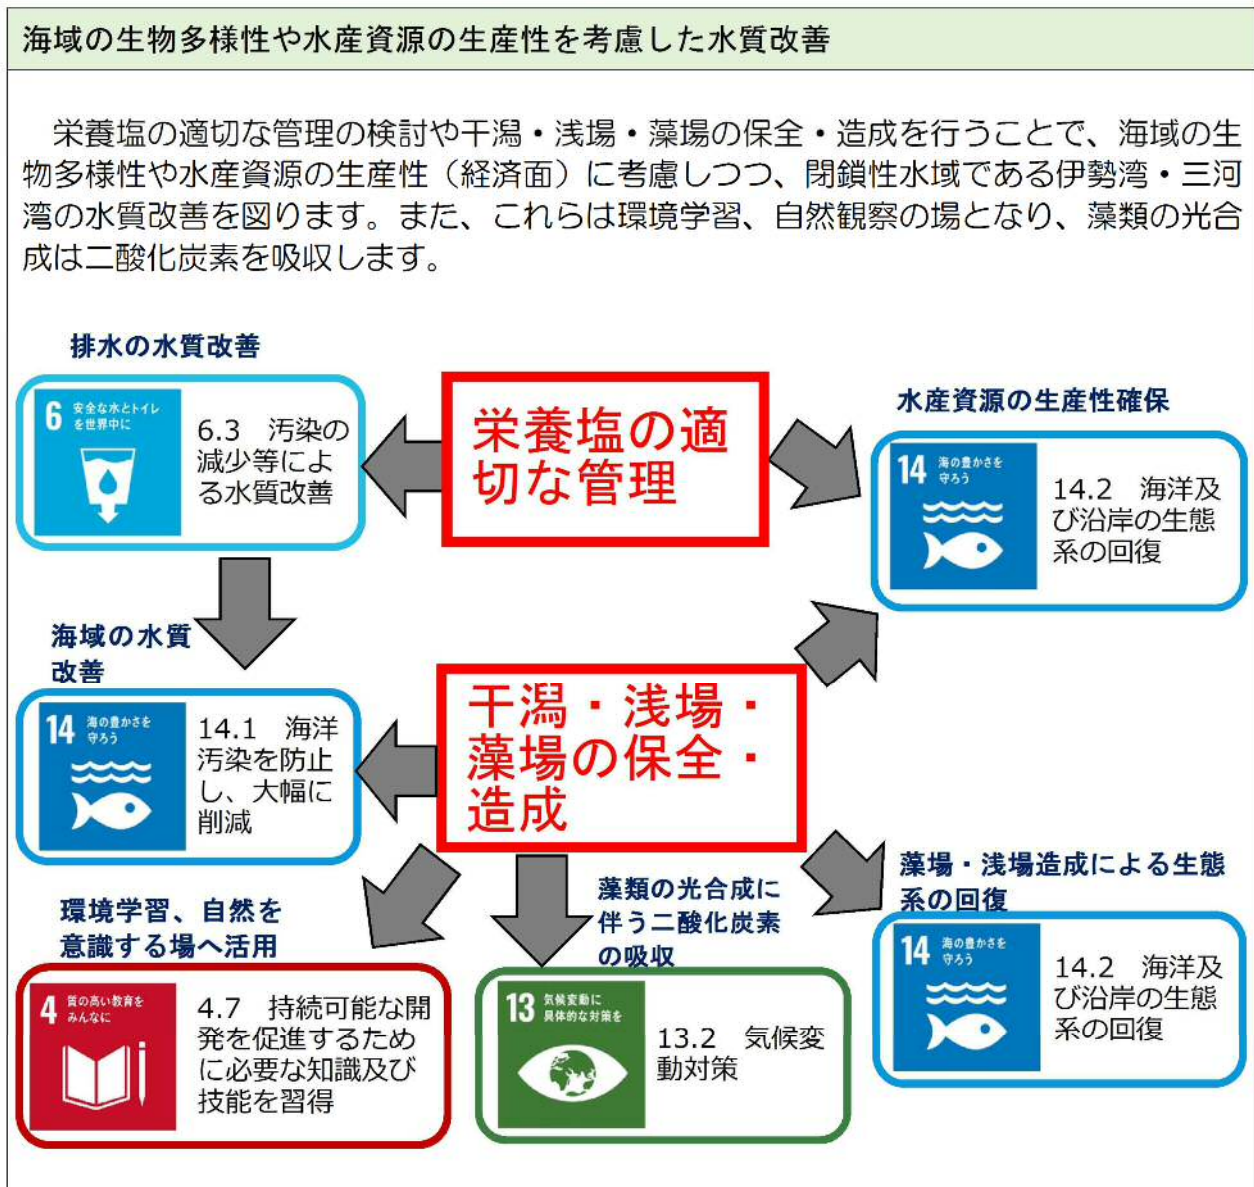 海域の生物多様性や水産資源の生産性を考慮した水質改善
栄養塩の適切な管理の検討や干潟・浅場・藻場の保全・造成を行うことで、海域の生
物多様性や水産資源の生産性（経済面）に考慮しつつ、閉鎖性水域である伊勢湾・三河
湾の水質改善を図ります。また、これらは環境学習、自然観察の場となり、藻類の光合
成は二酸化炭素を吸収します。
排水の水質改善
6 安全な水とトイレ
を世界中に
6.3 汚染の
減少等によ
る水質改善
栄養塩の適
切な管理
水産資源の生産性確保
14 海の豊かさを
守ろう
14.2 海洋及
び沿岸の生態
系の回復
海域の水質
改善
14 海の豊かさを
守ろう
14.1 海洋
汚染を防止
し、大幅に
削減
干潟・浅場・
藻場の保全・
造成
環境学習、自然を
意識する場へ活用
4 質の高い教育を
みんなに
4.7 持続可能な開
発を促進するため
に必要な知識及び
技能を習得
藻類の光合成に
伴う二酸化炭素
の吸収
13 気候変動に
具体的な対策を
13.2 気候変
動対策
藻場・浅場造成による生態
系の回復
14 海の豊かさを
守ろう
14.2 海洋及
び沿岸の生態
系の回復